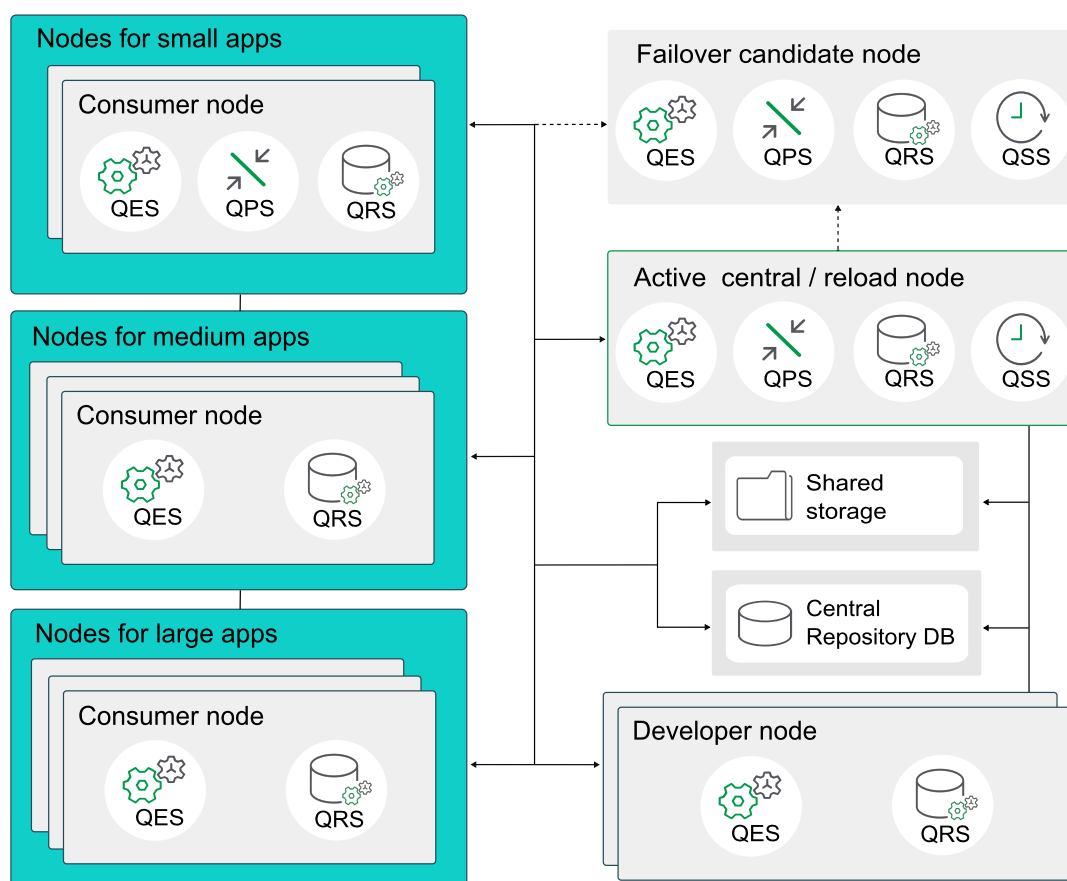 Nodes for small apps
Consumer node
QES
QPS
QRS
Nodes for medium apps
Consumer node
QES
QRS
Nodes for large apps
Consumer node
QES
QRS
Failover candidate node
QES
QPS
QRS
QSS
Active central / reload node
QES
QPS
QRS
QSS
Shared
storage
Central
Repository DB
Developer node
QES
QRS